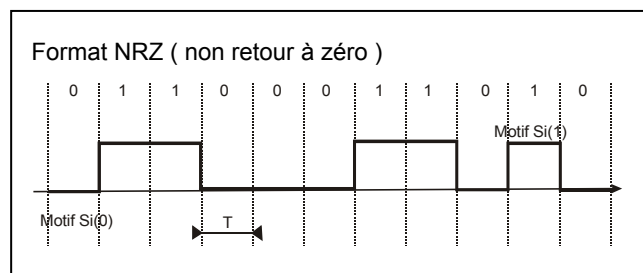 Format NRZ ( non retour à zéro )
0 1 1 0 0 0 1 1 0 1 0
Motif Si(1)
Motif Si(0)
T